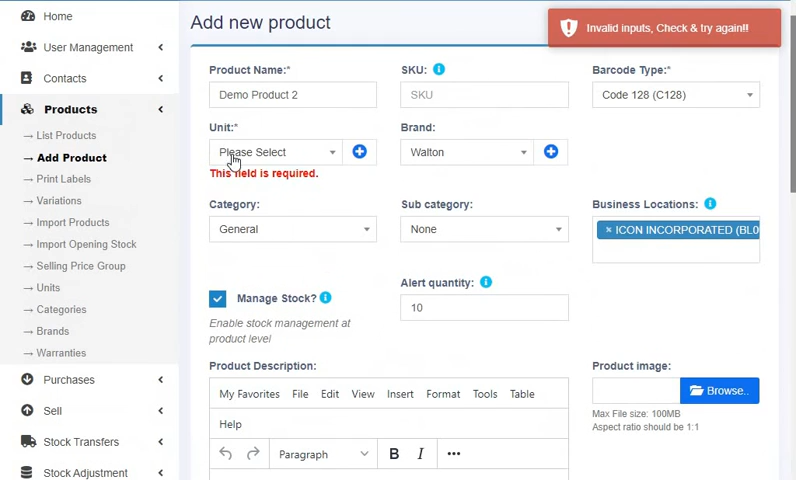 Home
User Management
Contacts
Products
→ List Products
→ Add Product
→ Print Labels
→ Variations
→ Import Products
→ Import Opening Stock
→ Selling Price Group
→ Units
→ Categories
→ Brands
→ Warranties
Purchases
Sell
Stock Transfers
Stock Adjustment
Add new product
Invalid inputs, Check & try again!!
Product Name:*
Demo Product 2
SKU:
SKU
Barcode Type:*
Code 128 (C128)
Unit:*
Please Select
This field is required.
Brand:
Walton
Category:
General
Sub category:
None
Business Locations:
× ICON INCORPORATED (BL0
Manage Stock?
Enable stock management at
product level
Alert quantity:
10
Product Description:
My Favorites File Edit View Insert Format Tools Table
Help
Paragraph B I
Product image:
Browse..
Max File size: 100MB
Aspect ratio should be 1:1